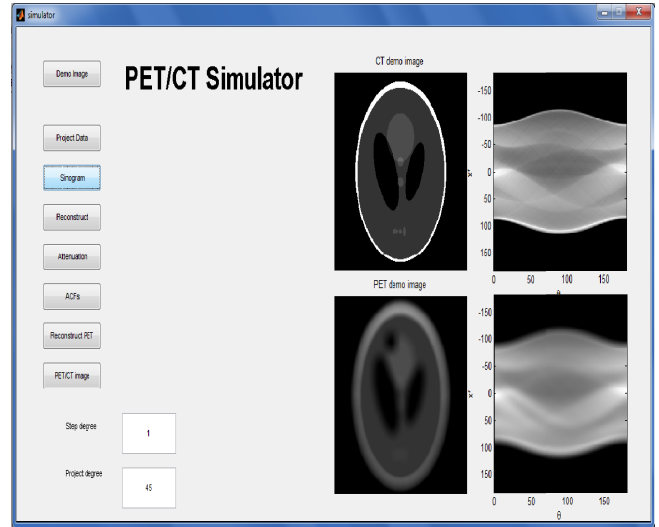 simulator
Demo Image
PET/CT Simulator
Project Data
Sinogram
Reconstruct
Attenuation
ACFs
Reconstruct PET
PET/CT image
Step degree
1
Project degree
45
CT demo image
-150
-100
-50
0
50
100
150
x'
0 50 100 150
θ
PET demo image
-150
-100
-50
0
50
100
150
x'
0 50 100 150
θ